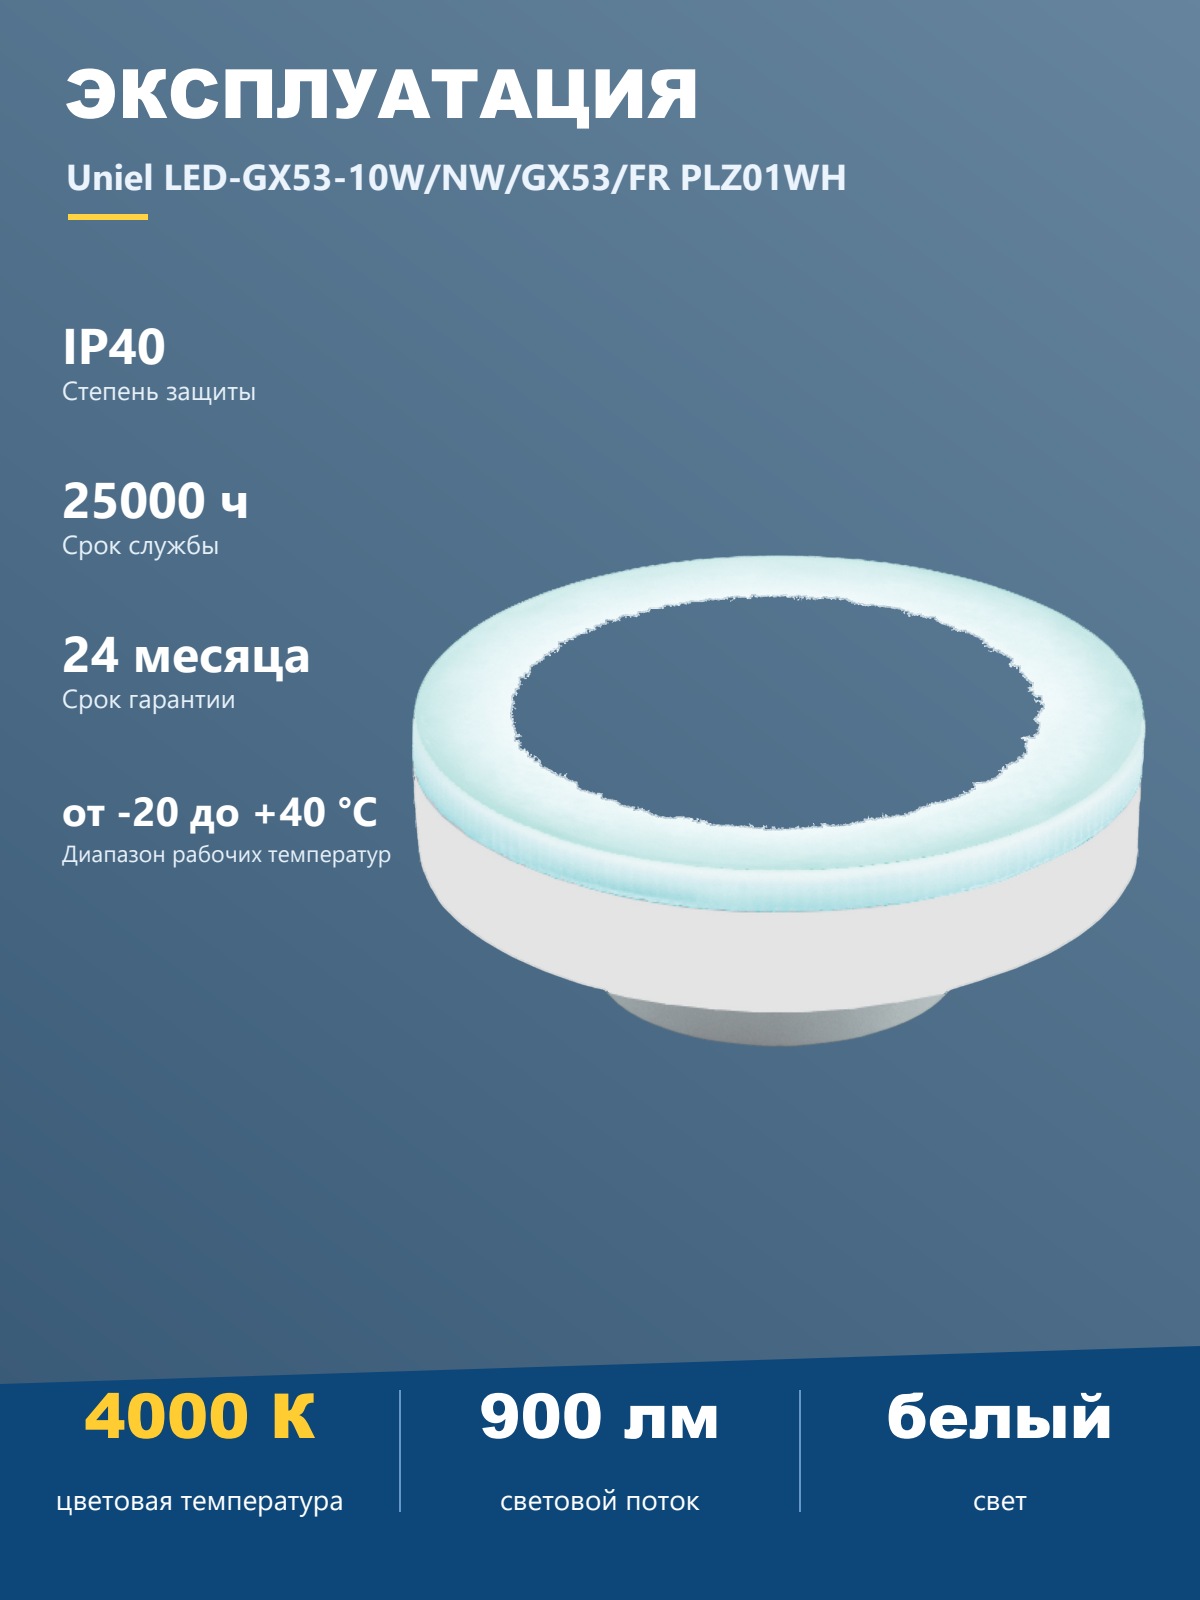 ЭКСПЛУАТАЦИЯ
Uniel LED-GX53-10W/NW/GX53/FR PLZ01WH
IP40
Степень защиты
25000 ч
Срок службы
24 месяца
Срок гарантии
от -20 до +40 °C
Диапазон рабочих температур
4000 К
цветовая температура
900 лм
световой поток
белый
свет